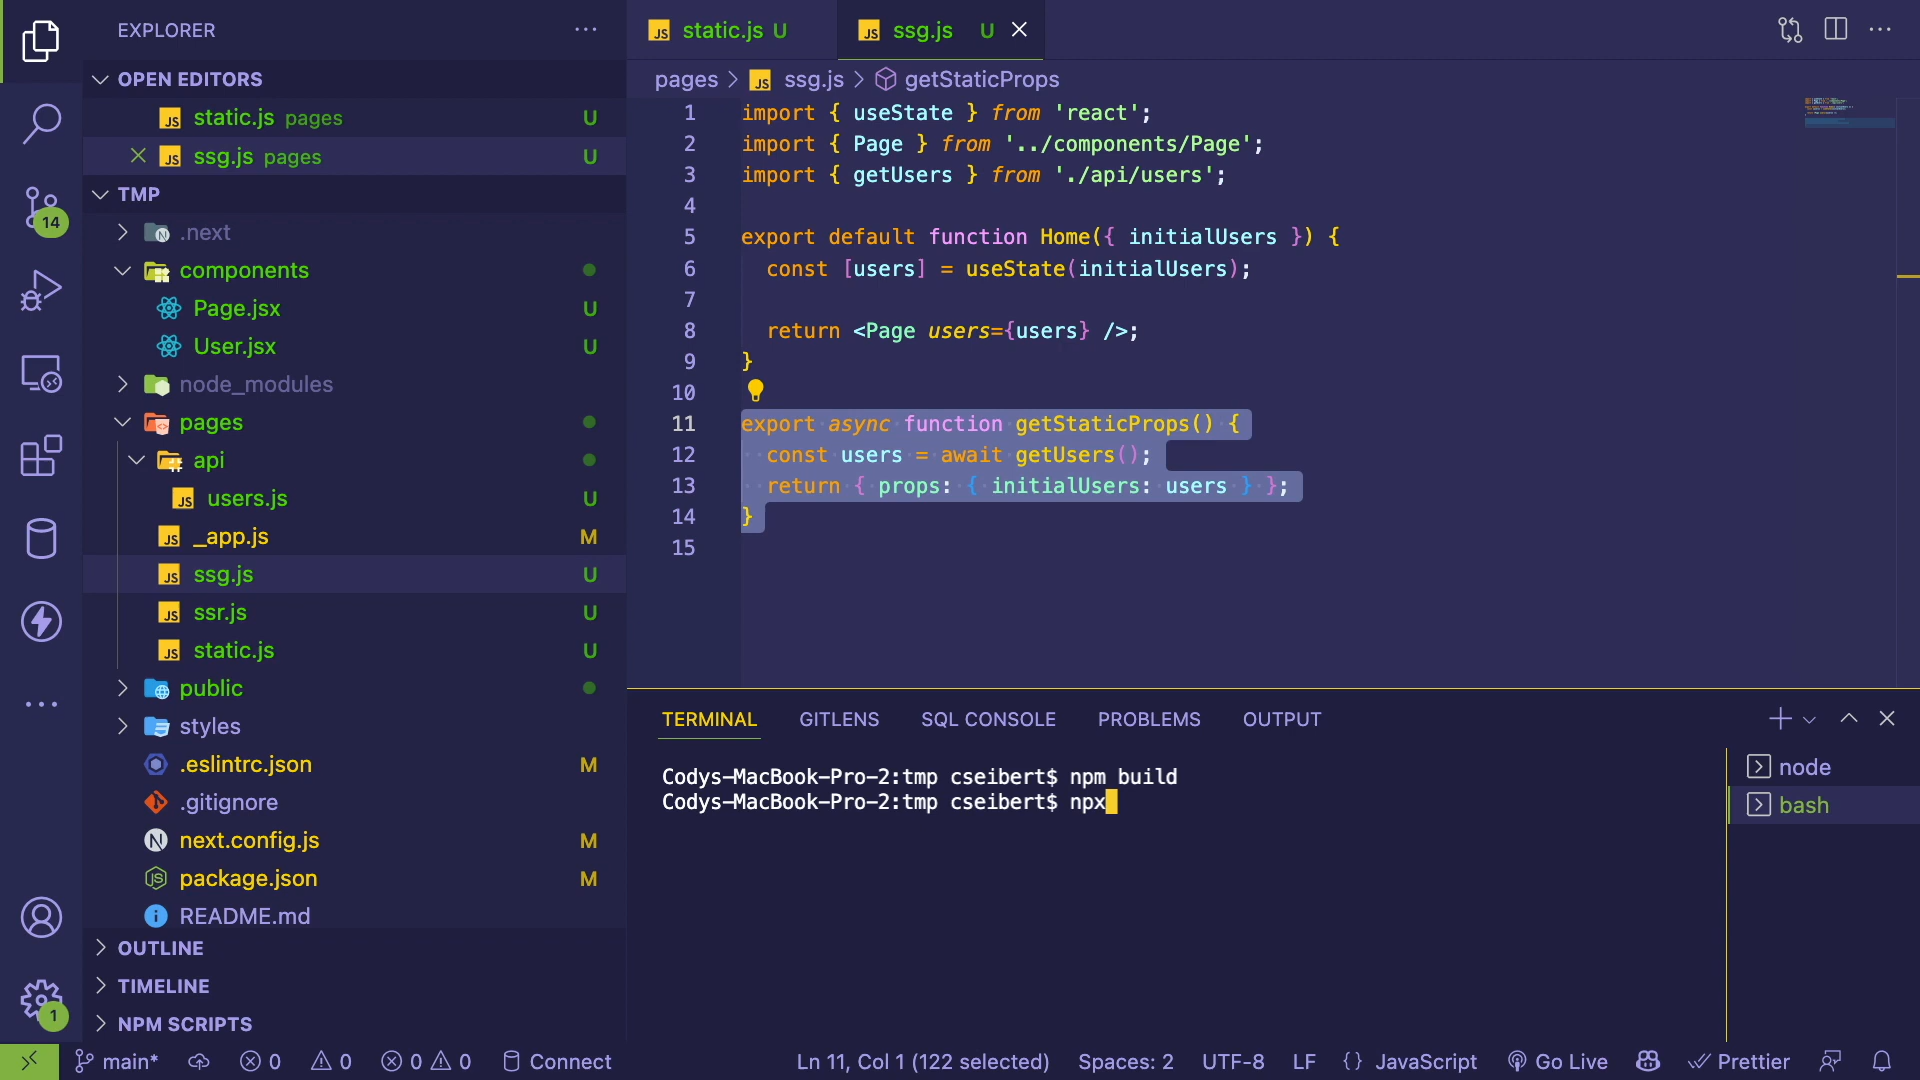 EXPLORER
OPEN EDITORS
static.js pages U
ssg.js pages U
TMP
.next
components
Page.jsx U
User.jsx U
node_modules
pages
api
users.js U
_app.js M
ssg.js U
ssr.js U
static.js U
public
styles
.eslintrc.json M
.gitignore
next.config.js M
package.json M
README.md
OUTLINE
TIMELINE
NPM SCRIPTS
14
1
static.js U
ssg.js U
pages > ssg.js > getStaticProps
1 import { useState } from 'react';
2 import { Page } from '../components/Page';
3 import { getUsers } from './api/users';
4
5 export default function Home({ initialUsers }) {
6 const [users] = useState(initialUsers);
7
8 return <Page users={users} />;
9 }
10
11 export async function getStaticProps() {
12 const users = await getUsers();
13 return { props: { initialUsers: users } };
14 }
15
TERMINAL GITLENS SQL CONSOLE PROBLEMS OUTPUT
Codys-MacBook-Pro-2:tmp cseibert$ npm build
Codys-MacBook-Pro-2:tmp cseibert$ npx
node
bash
main* 0 0 0 0 Connect Ln 11, Col 1 (122 selected) Spaces: 2 UTF-8 LF {} JavaScript Go Live Prettier